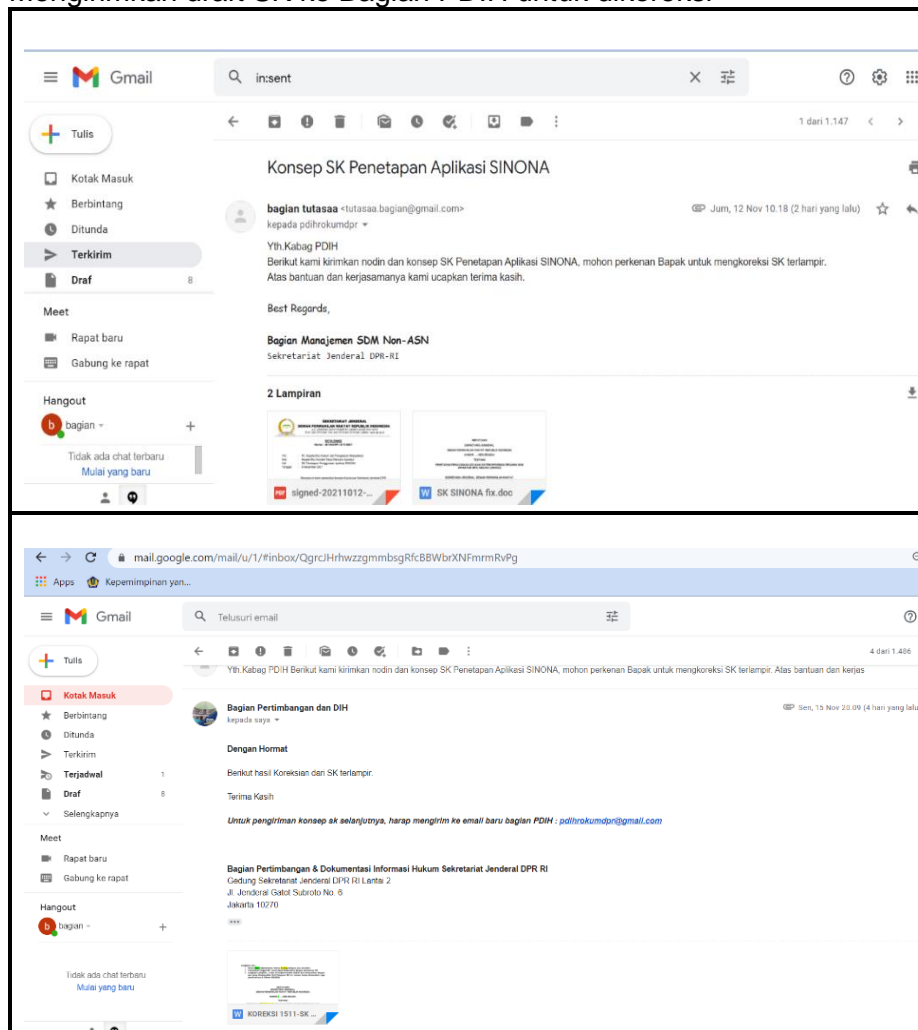 Mengirimkan draft SK ke Bagian PDIH untuk dikoreksi
Gmail
in:sent
Tulis
1 dari 1.147
Konsep SK Penetapan Aplikasi SINONA
Kotak Masuk
Berbintang
Ditunda
Terkirim
Draf 8
bagian tutasaa <tutasaa.bagian@gmail.com>
Jum, 12 Nov 10.18 (2 hari yang lalu)
kepada pdihrokumdpr
Yth.Kabag PDIH
Berikut kami kirimkan nodin dan konsep SK Penetapan Aplikasi SINONA, mohon perkenan Bapak untuk mengkoreksi SK terlampir.
Atas bantuan dan kerjasamanya kami ucapkan terima kasih.
Best Regards,
Bagian Manajemen SDM Non-ASN
Sekretariat Jenderal DPR-RI
Meet
Rapat baru
Gabung ke rapat
Hangout
b bagian
Tidak ada chat terbaru
Mulai yang baru
2 Lampiran
PDF signed-20211012-...
W SK SINONA fix.doc
mail.google.com/mail/u/1/#inbox/QgrcJHrhwzzgmmbsgRfcBBWbrXNFmrmRvPg
Apps Kepemimpinan yan...
Gmail
Telusuri email
Tulis
4 dari 1.486
Yth.Kabag PDIH Berikut kami kirimkan nodin dan konsep SK Penetapan Aplikasi SINONA, mohon perkenan Bapak untuk mengkoreksi SK terlampir. Atas bantuan dan kerjas
Kotak Masuk
Berbintang
Ditunda
Terkirim
Terjadwal 1
Draf 8
Selengkapnya
Bagian Pertimbangan dan DIH
Sen, 15 Nov 20.09 (4 hari yang lalu
kepada saya
Dengan Hormat
Berikut hasil Koreksian dari SK terlampir.
Terima Kasih
Untuk pengiriman konsep sk selanjutnya, harap mengirim ke email baru bagian PDIH : pdihrokumdpr@gmail.com
Bagian Pertimbangan & Dokumentasi Informasi Hukum Sekretariat Jenderal DPR RI
Gedung Sekretariat Jenderal DPR RI Lantai 2
Jl. Jenderal Gatot Subroto No. 6
Jakarta 10270
Meet
Rapat baru
Gabung ke rapat
Hangout
b bagian
Tidak ada chat terbaru
Mulai yang baru
W KOREKSI 1511-SK ...